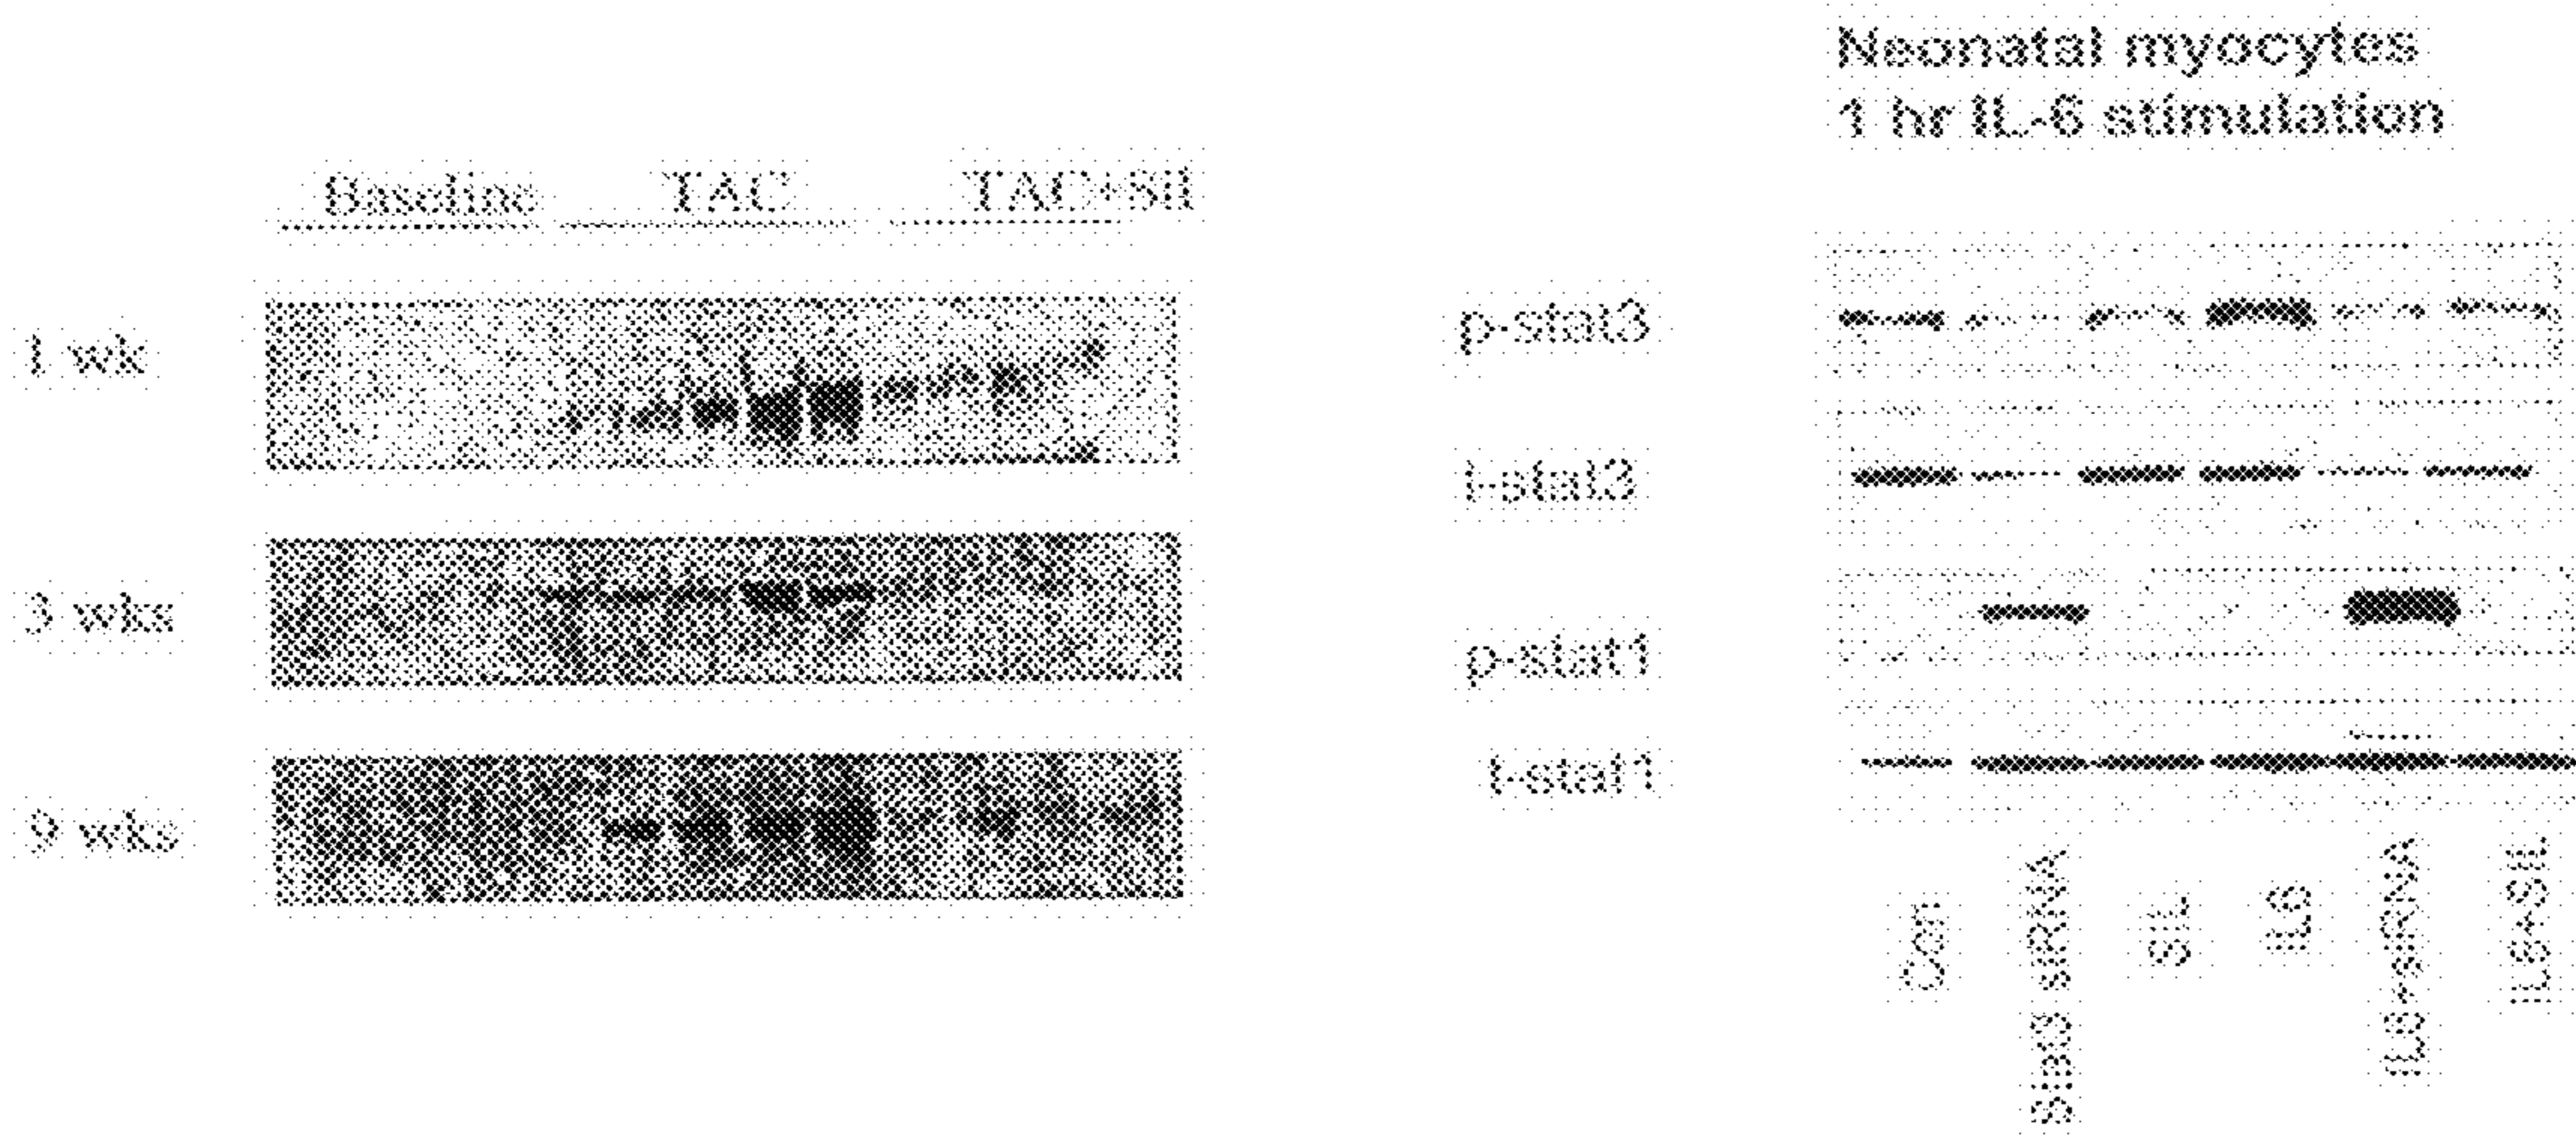 Neonatal myocytes
1 hr IL-6 stimulation
Baseline TAC TAC+Sil
1 wk
3 wks
9 wks
p-stat3
t-stat3
p-stat1
t-stat1
Con
Stat3 siRNA
SIL
IL6
IL6+siRNA
IL6+SIL